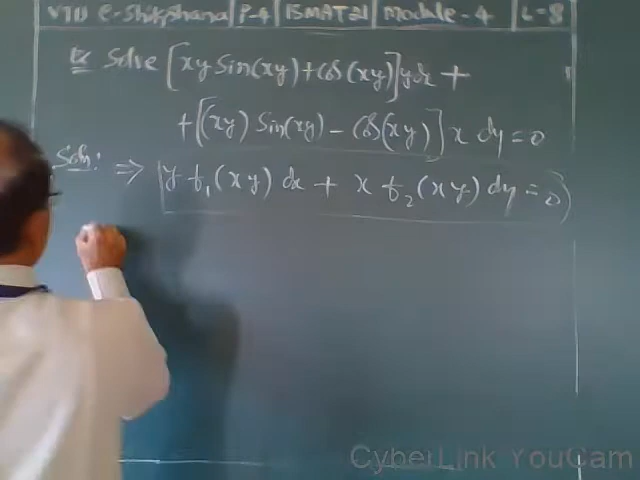 VTU e-Shikshana P-4 15MAT21 Module-4 L=8
Ex Solve [xy Sin(xy)+Cos(xy)]ydx +
+[(xy) Sin(xy) - Cos(xy)] x dy=0
Soln: ⇒ y f₁(xy) dx + x f₂(xy) dy=0)
CyberLink YouCam